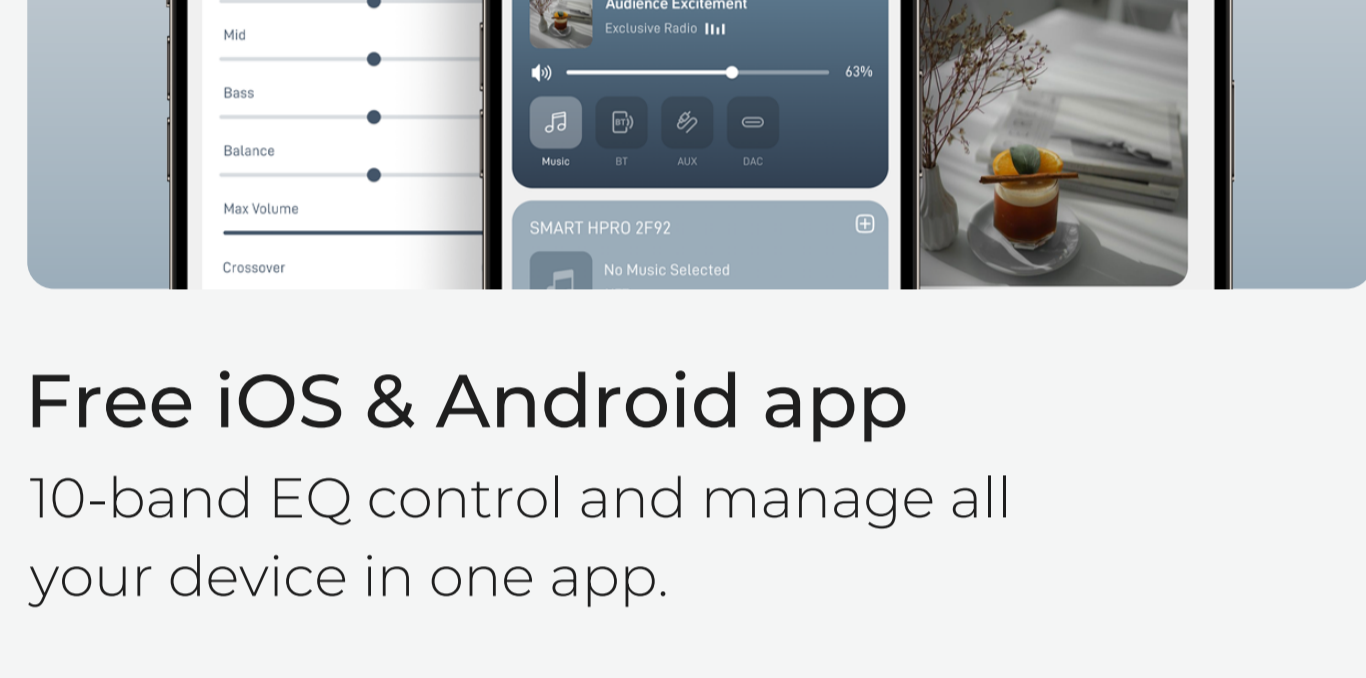 Mid
Bass
Balance
Max Volume
Crossover
Audience Excitement
Exclusive Radio
63%
BT
Music
BT
AUX
DAC
SMART HPRO 2F92
No Music Selected
Free iOS & Android app
10-band EQ control and manage all
your device in one app.